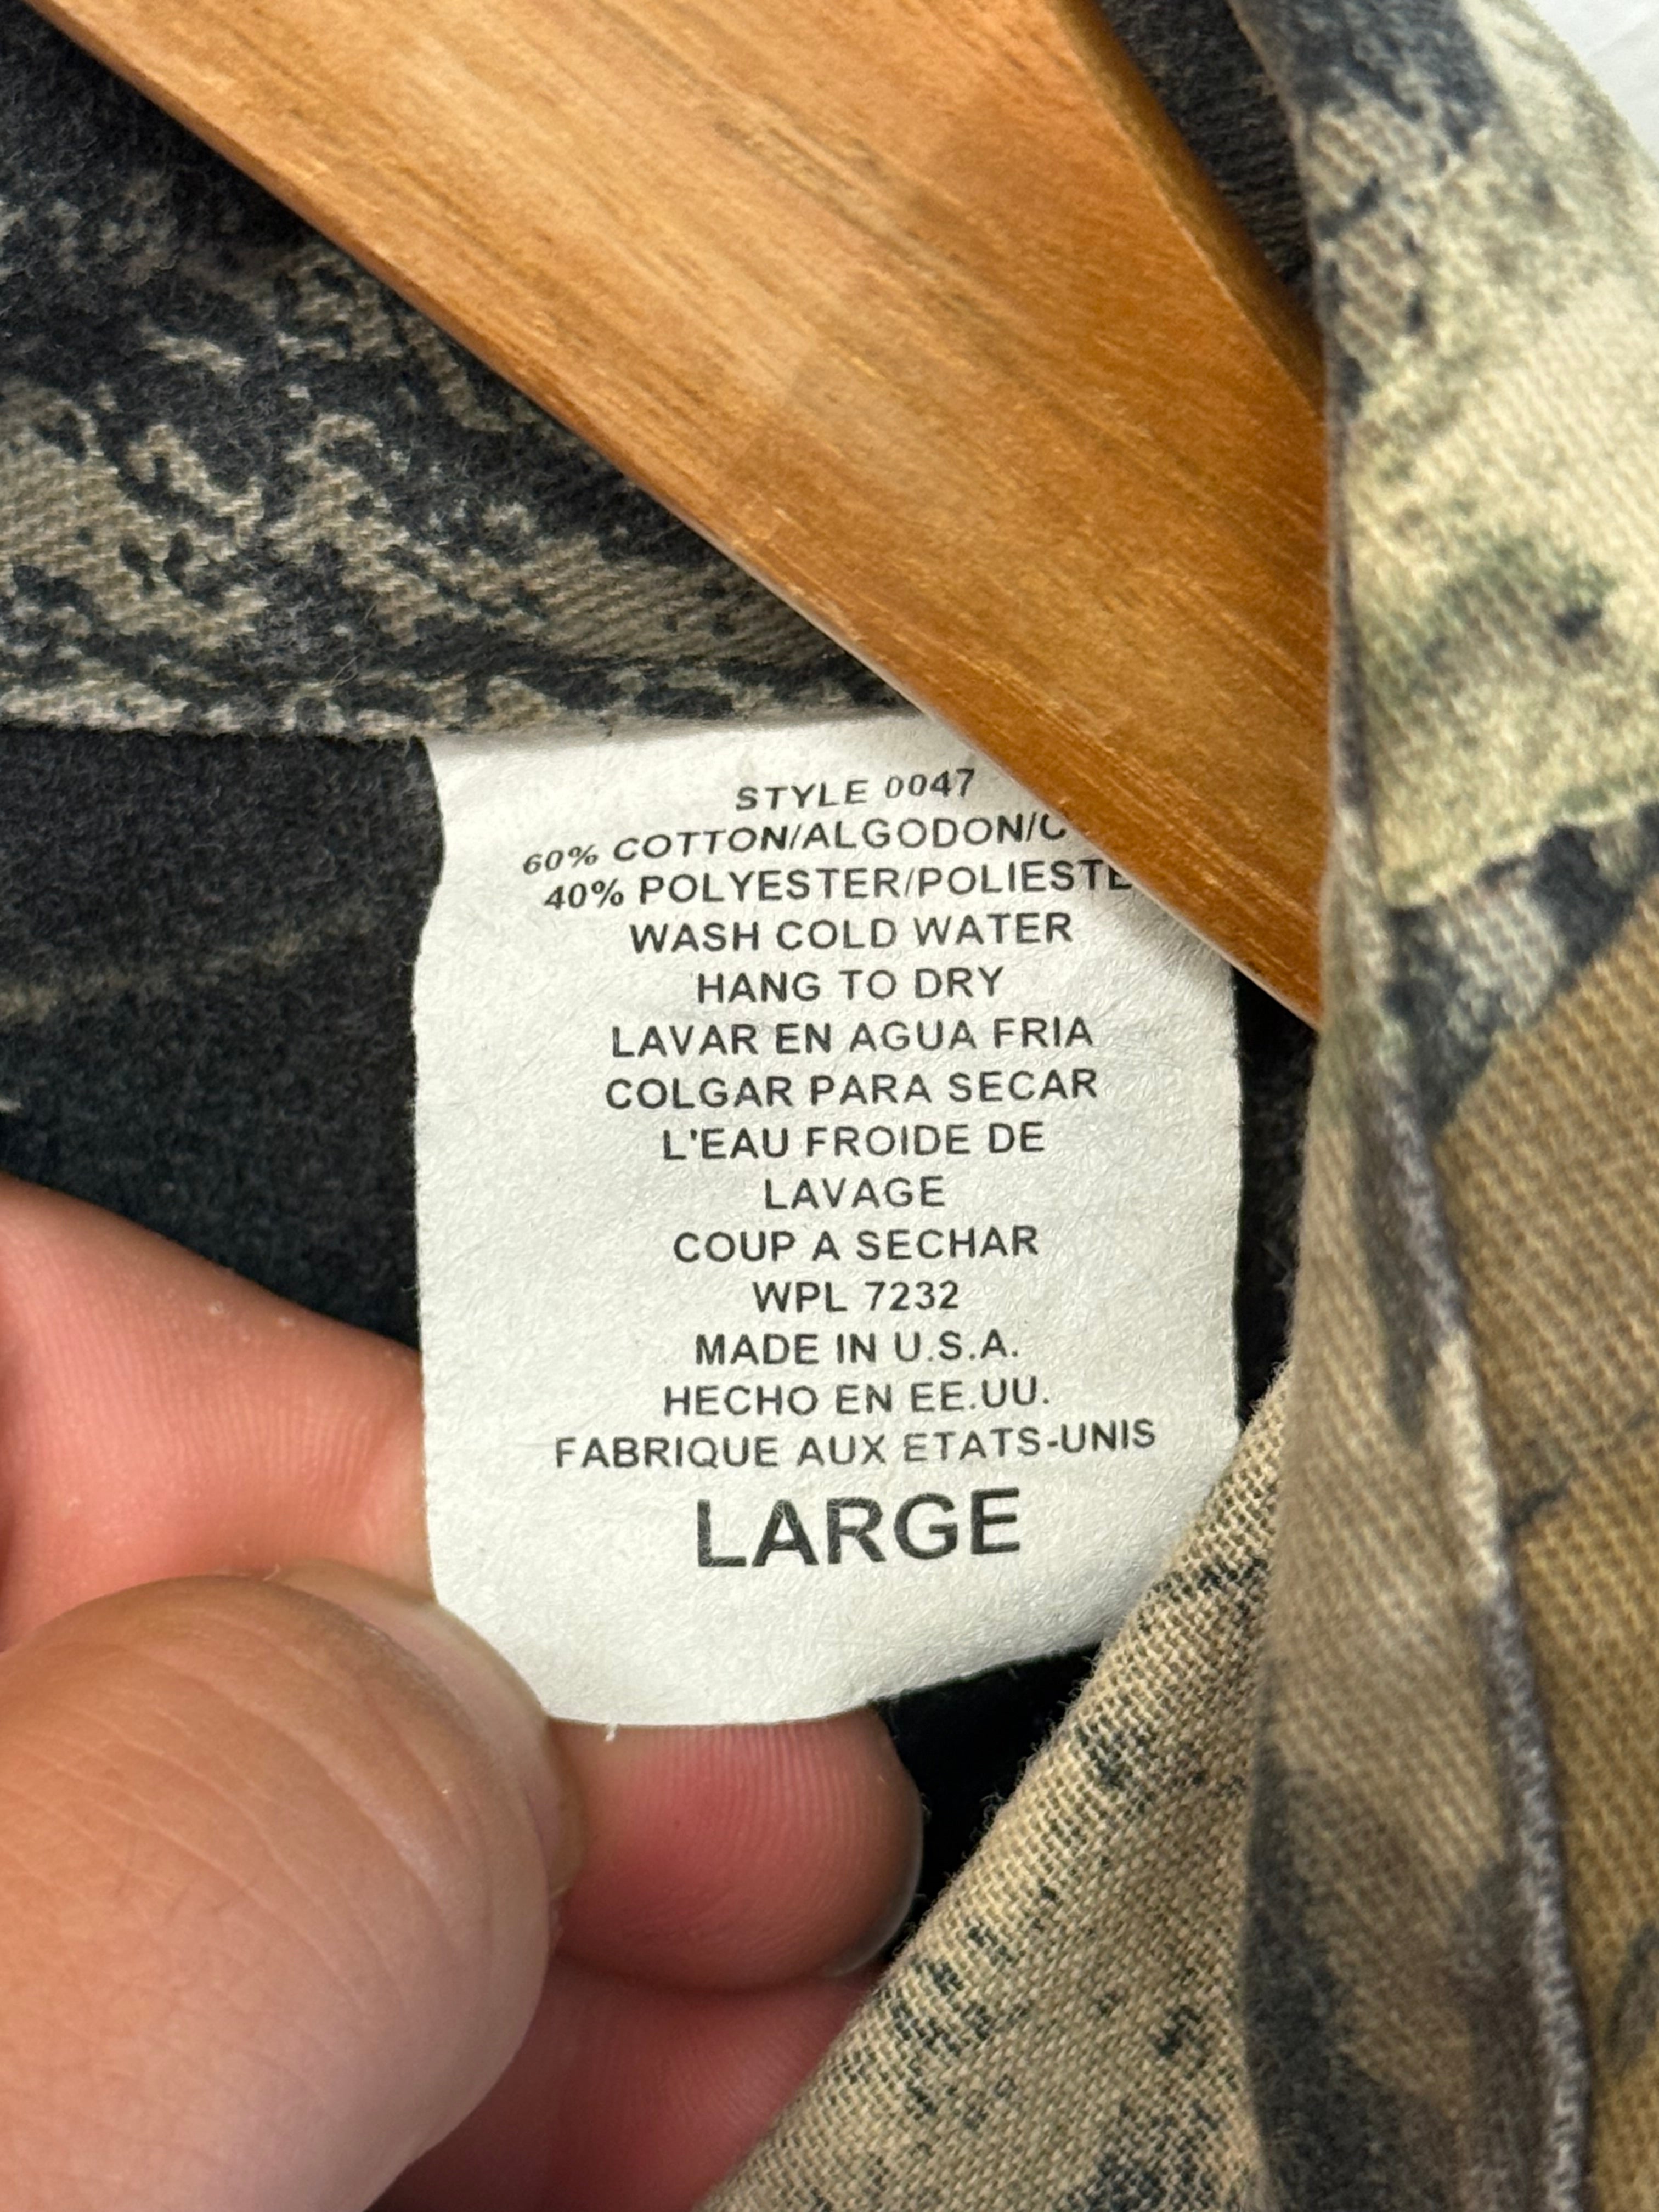 STYLE 0047
60% COTTON/ALGODON/
40% POLYESTER/
WASH COLD WATER
HANG TO DRY
LAVAR EN AGUA FRIA
COLGAR PARA SECAR
L'EAU FROIDE DE
LAVAGE
COUP A SECHAR
WPL 7232
MADE IN U.S.A.
HECHO EN EE.UU.
FABRIQUE AUX ETATS-UNIS
LARGE